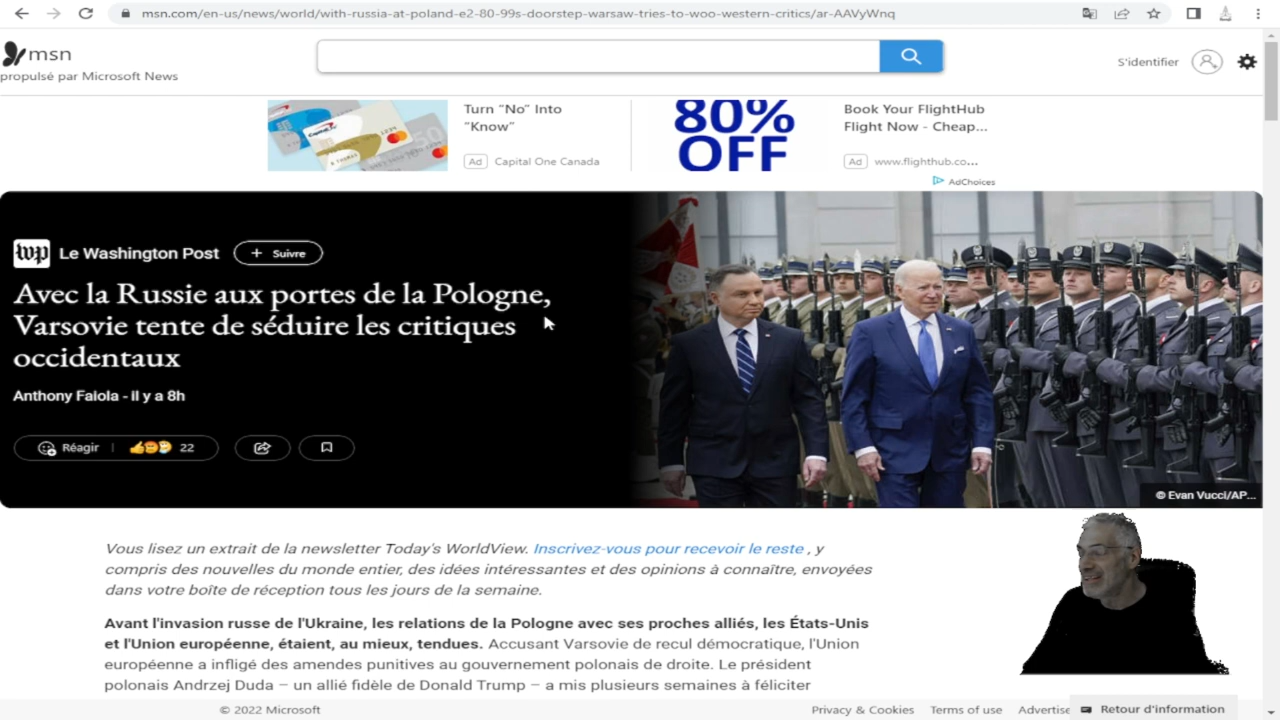 msn.com/en-us/news/world/with-russia-at-poland-e2-80-99s-doorstep-warsaw-tries-to-woo-western-critics/ar-AAVyWnq
msn
propulsé par Microsoft News
S'identifier
Turn "No" Into
"Know"
Ad Capital One Canada
80%
OFF
Book Your FlightHub
Flight Now - Cheap...
Ad www.flighthub.co...
AdChoices
wp Le Washington Post + Suivre
Avec la Russie aux portes de la Pologne,
Varsovie tente de séduire les critiques
occidentaux
Anthony Faiola - il y a 8h
Réagir 22
© Evan Vucci/AP...
Vous lisez un extrait de la newsletter Today's WorldView. Inscrivez-vous pour recevoir le reste , y
compris des nouvelles du monde entier, des idées intéressantes et des opinions à connaître, envoyées
dans votre boîte de réception tous les jours de la semaine.
Avant l'invasion russe de l'Ukraine, les relations de la Pologne avec ses proches alliés, les États-Unis
et l'Union européenne, étaient, au mieux, tendues. Accusant Varsovie de recul démocratique, l'Union
européenne a infligé des amendes punitives au gouvernement polonais de droite. Le président
polonais Andrzej Duda – un allié fidèle de Donald Trump – a mis plusieurs semaines à féliciter
© 2022 Microsoft
Privacy & Cookies Terms of use Advertise
Retour d'information